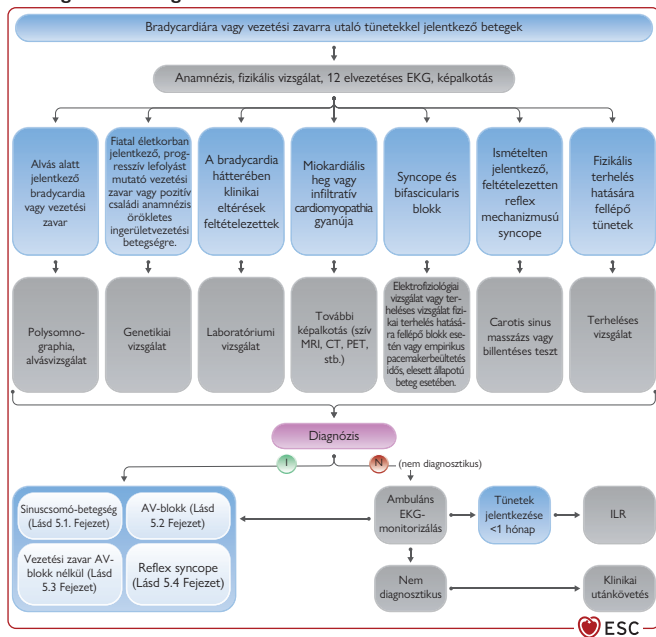 Bradycardiára vagy vezetési zavarra utaló tünetekkel jelentkező betegek
Anamnézis, fizikális vizsgálat, 12 elvezetéses EKG, képalkotás
Alvás alatt
jelentkező
bradycardia
vagy vezetési
zavar
Fiatal életkorban
jelentkező, prog-
resszív lefolyást
mutató vezetési
zavar vagy pozitív
családi anamnézis
örökletes
ingerületvezetési
betegségre.
A bradycardia
hátterében
klinikai
eltérések
feltételezettek
Miokardiális
heg vagy
infiltratív
cardiomyopathia
gyanúja
Syncope és
bifascicularis
blokk
Ismételten
jelentkező,
feltételezetten
reflex
mechanizmusú
syncope
Fizikális
terhelés
hatására
fellépő
tünetek
Polysomno-
graphia,
alvásvizsgálat
Genetikai
vizsgálat
Laboratóriumi
vizsgálat
További
képalkotás (szív
MRI, CT, PET,
stb.)
Elektrofiziológiai
vizsgálat vagy ter-
heléses vizsgálat fizi-
kai terhelés hatásá-
ra fellépő blokk ese-
tén vagy empirikus
pacemakerbeültetés
idős, elesett állapotú
beteg esetében.
Carotis sinus
masszázs vagy
billentéses teszt
Terheléses
vizsgálat
Diagnózis
I
N
(nem diagnosztikus)
Sinuscsomó-betegség
(Lásd 5.1. Fejezet)
AV-blokk (Lásd
5.2 Fejezet)
Vezetési zavar AV-
blokk nélkül (Lásd
5.3 Fejezet)
Reflex syncope
(Lásd 5.4 Fejezet)
Ambuláns
EKG-
monitorizálás
Tünetek
jelentkezése
<1 hónap
ILR
Nem
diagnosztikus
Klinikai
utánkövetés
ESC